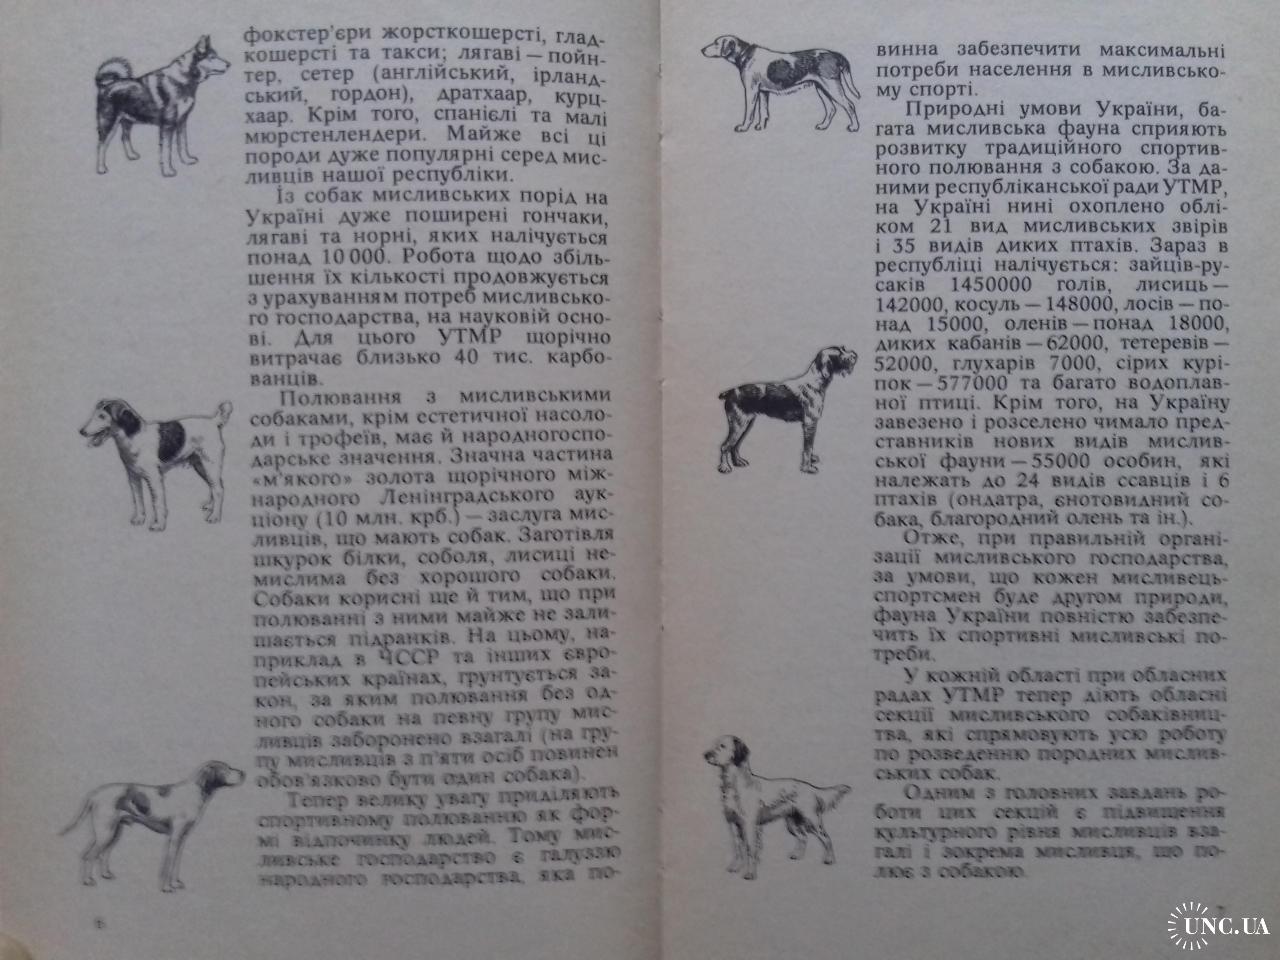 фокстер’єри жорсткошерсті, глад-
кошерсті та такси; лягаві — пойн-
тер, сетер (англійський, ірланд-
ський, гордон), дратхаар, курц-
хаар. Крім того, спанієлі та малі
мюрстенлендери. Майже всі ці
породи дуже популярні серед мис-
ливців нашої республіки.
Із собак мисливських порід на
Україні дуже поширені гончаки,
лягаві та норні, яких налічується
понад 10 000. Робота щодо збіль-
шення їх кількості продовжується
з урахуванням потреб мисливсько-
го господарства, на науковій осно-
ві. Для цього УТМР щорічно
витрачає близько 40 тис. карбо-
ванців.
Полювання з мисливськими
собаками, крім естетичної насоло-
ди і трофеїв, має й народногоспо-
дарське значення. Значна частина
«м’якого» золота щорічного між-
народного Ленінградського аук-
ціону (10 млн. крб.) — заслуга мис-
ливців, що мають собак. Заготівля
шкурок білки, соболя, лисиці не-
мислима без хорошого собаки.
Собаки корисні ще й тим, що при
полюванні з ними майже не зали-
шається підранків. На цьому, на-
приклад в ЧССР та інших євро-
пейських країнах, грунтується за-
кон, за яким полювання без од-
ного собаки на певну групу мис-
ливців заборонено взагалі (на гру-
пу мисливців з п’яти осіб повинен
обов’язково бути один собака).
Тепер велику увагу приділяють
спортивному полюванню як фор-
мі відпочинку людей. Тому мис-
ливське господарство є галуззю
народного господарства, яка по-
6
винна забезпечити максимальні
потреби населення в мисливсько-
му спорті.
Природні умови України, ба-
гата мисливська фауна сприяють
розвитку традиційного спортив-
ного полювання з собакою. За да-
ними республіканської ради УТМР,
на Україні нині охоплено облі-
ком 21 вид мисливських звірів
і 35 видів диких птахів. Зараз в
республіці налічується: зайців-ру-
саків 1450000 голів, лисиць —
142000, косуль — 148000, лосів — по-
над 15000, оленів — понад 18000,
диких кабанів — 62000, тетеревів —
52000, глухарів 7000, сірих курі-
пок — 577000 та багато водоплав-
ної птиці. Крім того, на Україну
завезено і розселено чимало пред-
ставників нових видів мислив-
ської фауни — 55000 особин, які
належать до 24 видів ссавців і 6
птахів (ондатра, єнотовидний со-
бака, благородний олень та ін.).
Отже, при правильній органі-
зації мисливського господарства,
за умови, що кожен мисливець-
спортсмен буде другом природи,
фауна України повністю забезпе-
чить їх спортивні мисливські по-
треби.
У кожній області при обласних
радах УТМР тепер діють обласні
секції мисливського собаківниц-
тва, які спрямовують усю роботу
по розведенню породних мислив-
ських собак.
Одним з головних завдань ро-
боти цих секцій є підвищення
культурного рівня мисливців вза-
галі і зокрема мисливця, що по-
лює з собакою.
UNC.UA